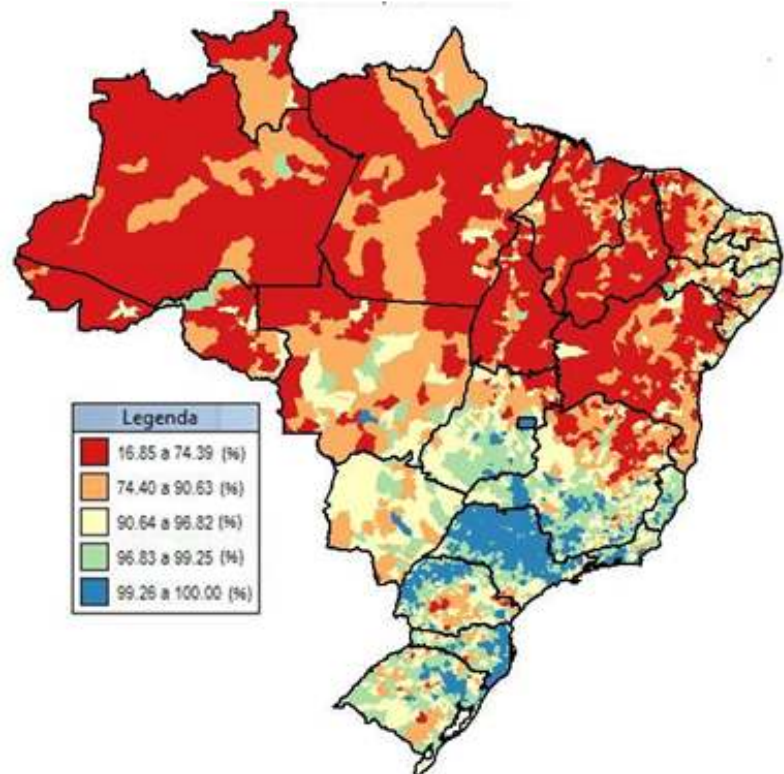 Legenda
16.85 a 74.39 (%)
74.40 a 90.63 (%)
90.64 a 96.82 (%)
96.83 a 99.25 (%)
99.26 a 100.00 (%)